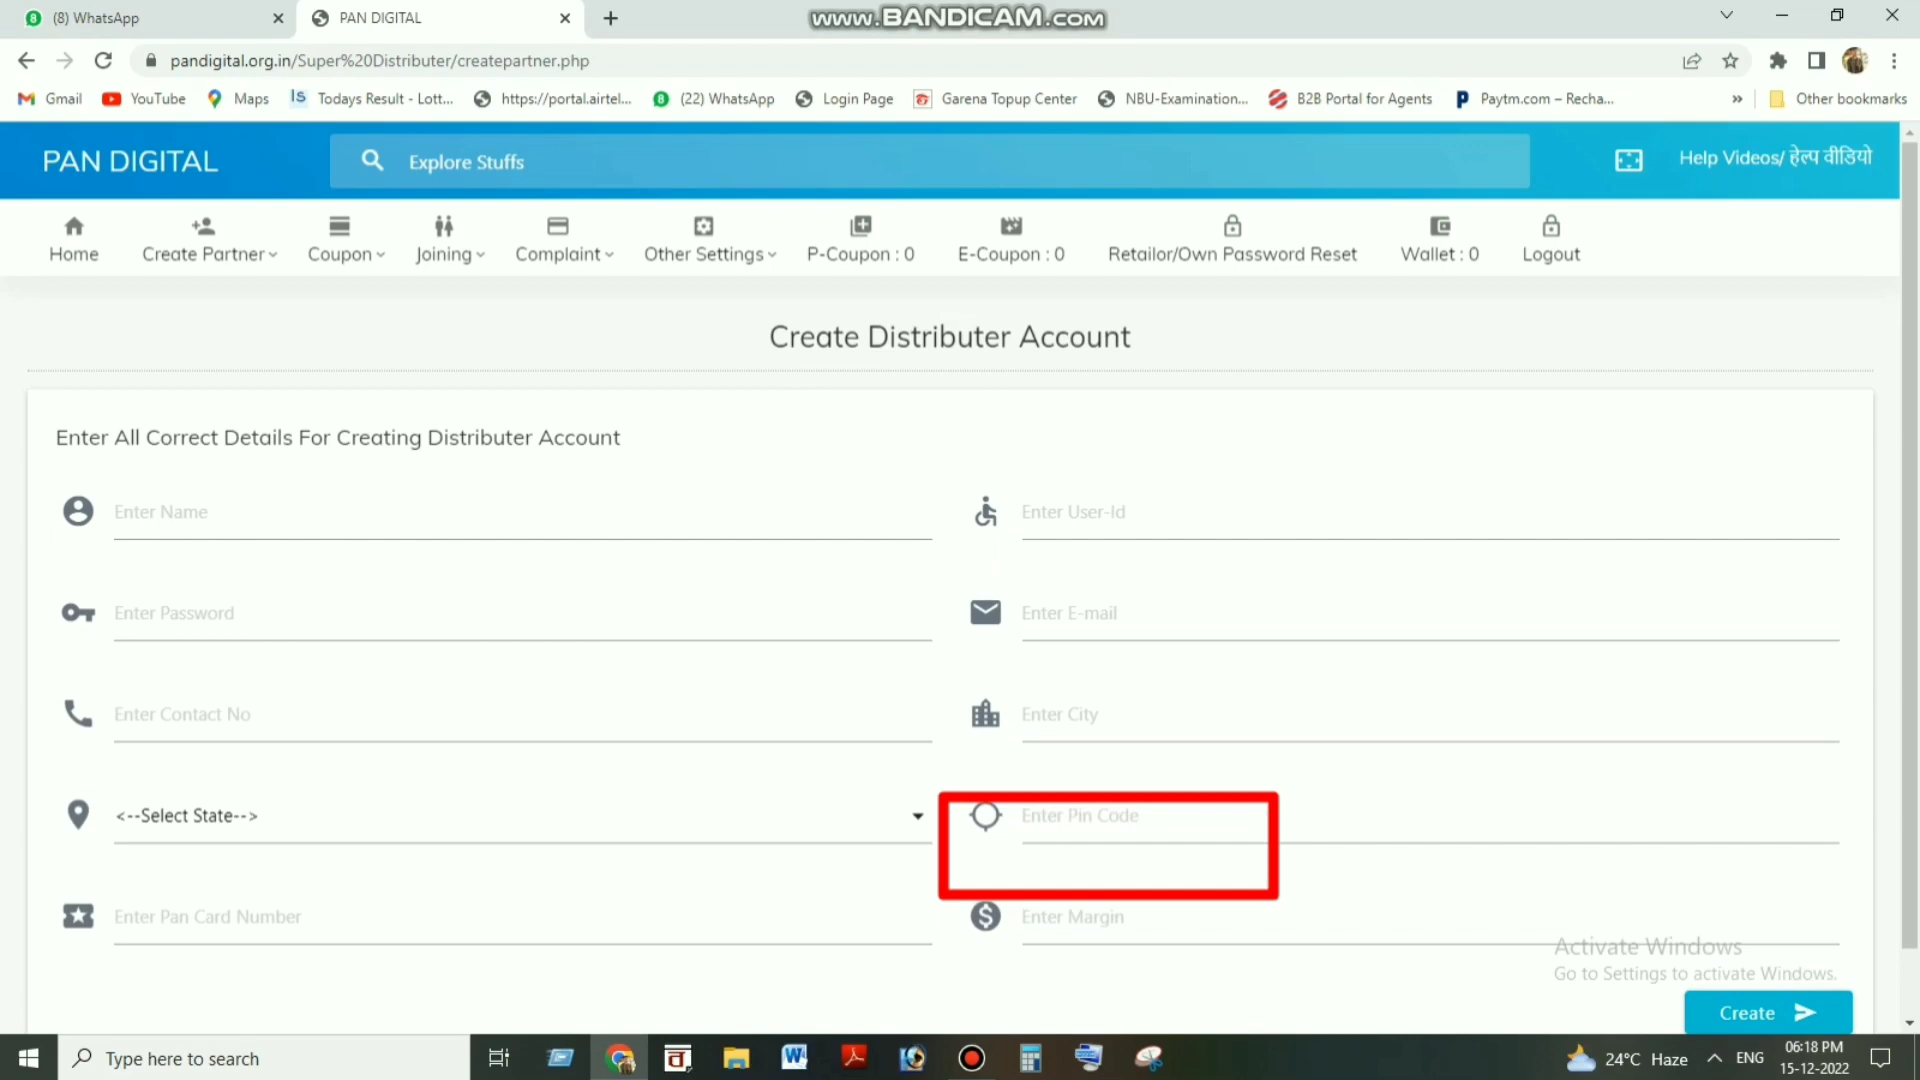 (8) WhatsApp
PAN DIGITAL
www.BANDICAM.com
pandigital.org.in/Super%20Distributer/createpartner.php
Gmail YouTube Maps Todays Result - Lott... https://portal.airtel... (22) WhatsApp Login Page Garena Topup Center NBU-Examination... B2B Portal for Agents Paytm.com – Recha... » Other bookmarks
PAN DIGITAL
Explore Stuffs
Help Videos/ हेल्प वीडियो
Home Create Partner Coupon Joining Complaint Other Settings P-Coupon : 0 E-Coupon : 0 Retailor/Own Password Reset Wallet : 0 Logout
Create Distributer Account
Enter All Correct Details For Creating Distributer Account
Enter Name
Enter User-Id
Enter Password
Enter E-mail
Enter Contact No
Enter City
<--Select State-->
Enter Pin Code
Enter Pan Card Number
Enter Margin
Activate Windows
Go to Settings to activate Windows.
Create
Type here to search
24°C Haze
ENG
06:18 PM
15-12-2022